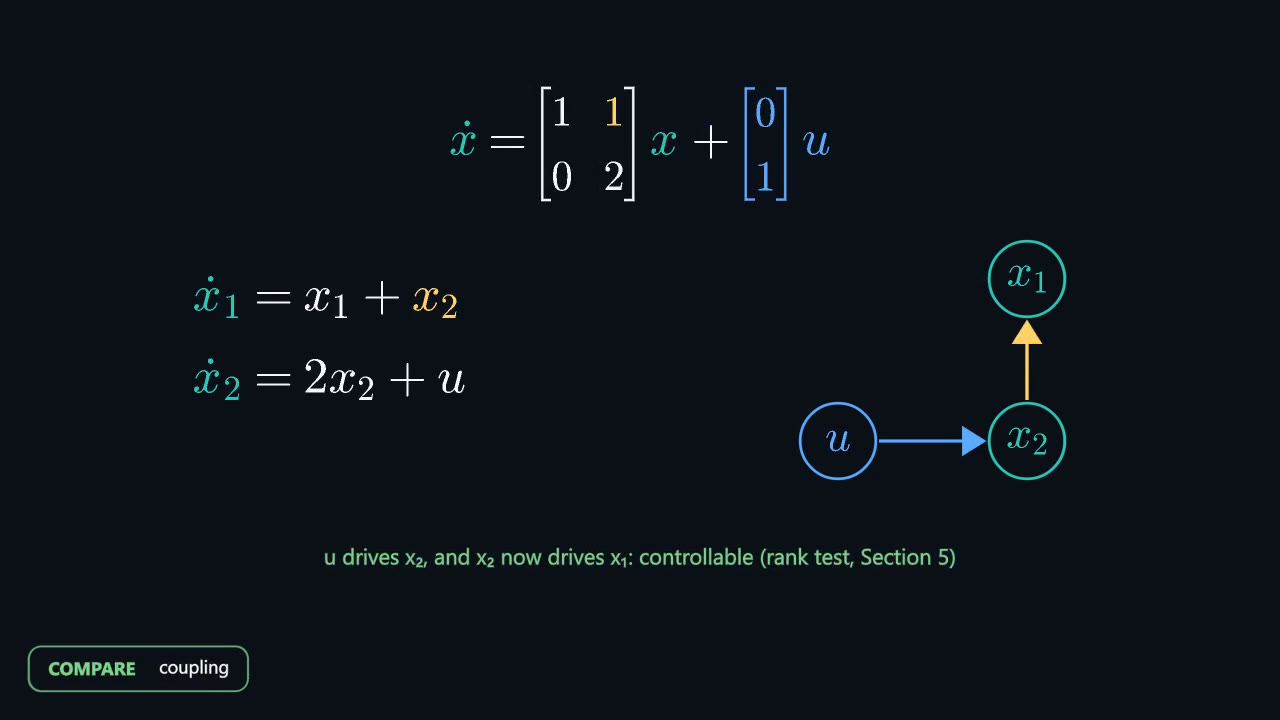 ẋ = [1 1; 0 2] x + [0; 1] u
ẋ₁ = x₁ + x₂
ẋ₂ = 2x₂ + u
x₁
u
x₂
u drives x₂, and x₂ now drives x₁: controllable (rank test, Section 5)
COMPARE coupling